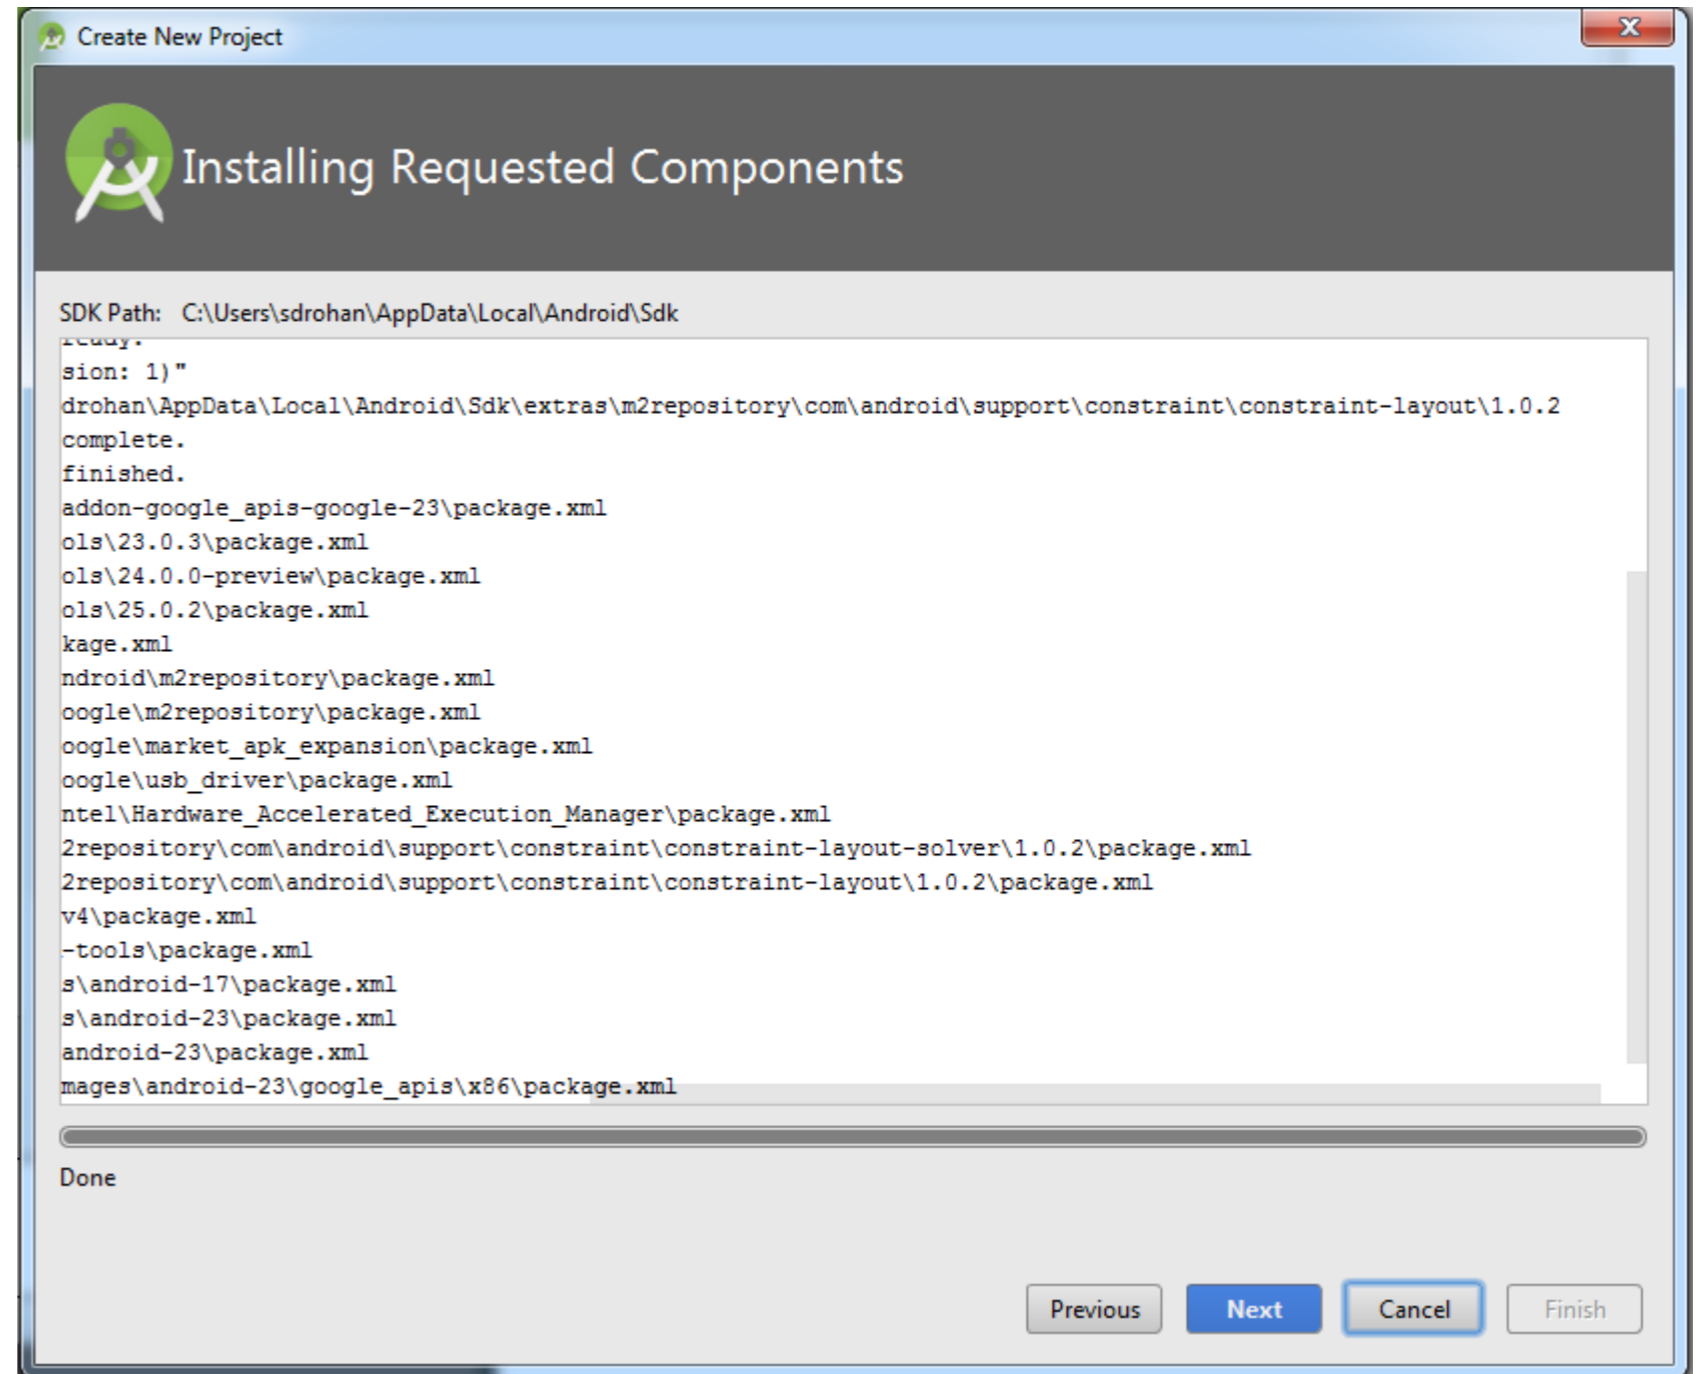 Create New Project
Installing Requested Components
SDK Path: C:\Users\sdrohan\AppData\Local\Android\Sdk
ready.
sion: 1)"
drohan\AppData\Local\Android\Sdk\extras\m2repository\com\android\support\constraint\constraint-layout\1.0.2
complete.
finished.
addon-google_apis-google-23\package.xml
ols\23.0.3\package.xml
ols\24.0.0-preview\package.xml
ols\25.0.2\package.xml
kage.xml
ndroid\m2repository\package.xml
oogle\m2repository\package.xml
oogle\market_apk_expansion\package.xml
oogle\usb_driver\package.xml
ntel\Hardware_Accelerated_Execution_Manager\package.xml
2repository\com\android\support\constraint\constraint-layout-solver\1.0.2\package.xml
2repository\com\android\support\constraint\constraint-layout\1.0.2\package.xml
v4\package.xml
-tools\package.xml
s\android-17\package.xml
s\android-23\package.xml
android-23\package.xml
mages\android-23\google_apis\x86\package.xml
Done
Previous Next Cancel Finish